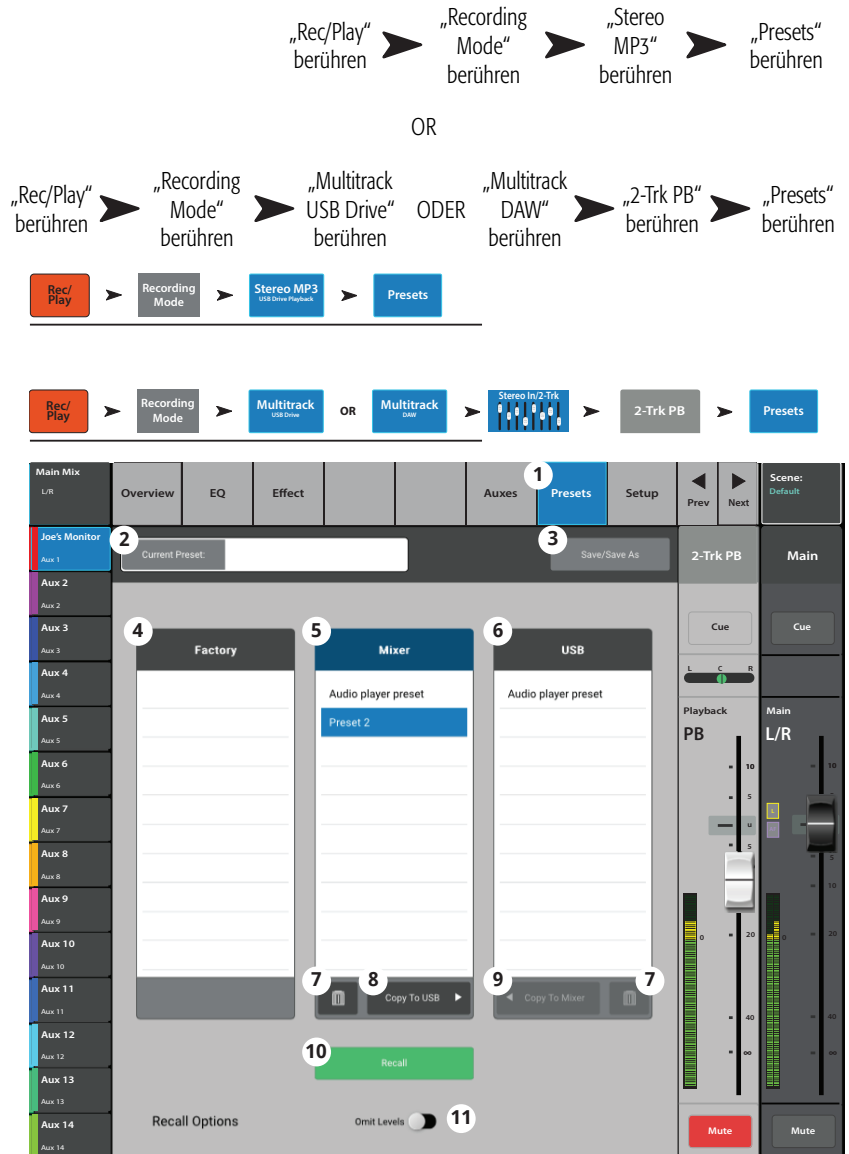 „Rec/Play“ berühren
„Recording Mode“ berühren
„Stereo MP3“ berühren
„Presets“ berühren
OR
„Rec/Play“ berühren
„Recording Mode“ berühren
„Multitrack USB Drive“ berühren
ODER
„Multitrack DAW“ berühren
„2-Trk PB“ berühren
„Presets“ berühren
Rec/ Play
Recording Mode
Stereo MP3
USB Drive Playback
Presets
Rec/ Play
Recording Mode
Multitrack
USB Drive
OR
Multitrack
DAW
Stereo In/2-Trk
2-Trk PB
Presets
Main Mix
L/R
Overview
EQ
Effect
Auxes
1
Presets
Setup
Prev
Next
Scene:
Default
Joe's Monitor
Aux 1
2
Current Preset:
3
Save/Save As
2-Trk PB
Main
Aux 2
Aux 2
Aux 3
Aux 3
Aux 4
Aux 4
Aux 5
Aux 5
Aux 6
Aux 6
Aux 7
Aux 7
Aux 8
Aux 8
Aux 9
Aux 9
Aux 10
Aux 10
Aux 11
Aux 11
Aux 12
Aux 12
Aux 13
Aux 13
Aux 14
Aux 14
4
Factory
5
Mixer
Audio player preset
Preset 2
6
USB
Audio player preset
7
8
Copy To USB
9
Copy To Mixer
7
10
Recall
Recall Options
Omit Levels
11
Cue
L C R
Playback
PB
10
5
U
5
20
0
40
∞
Mute
Cue
Main
L/R
10
L
5
10
20
0
40
∞
Mute